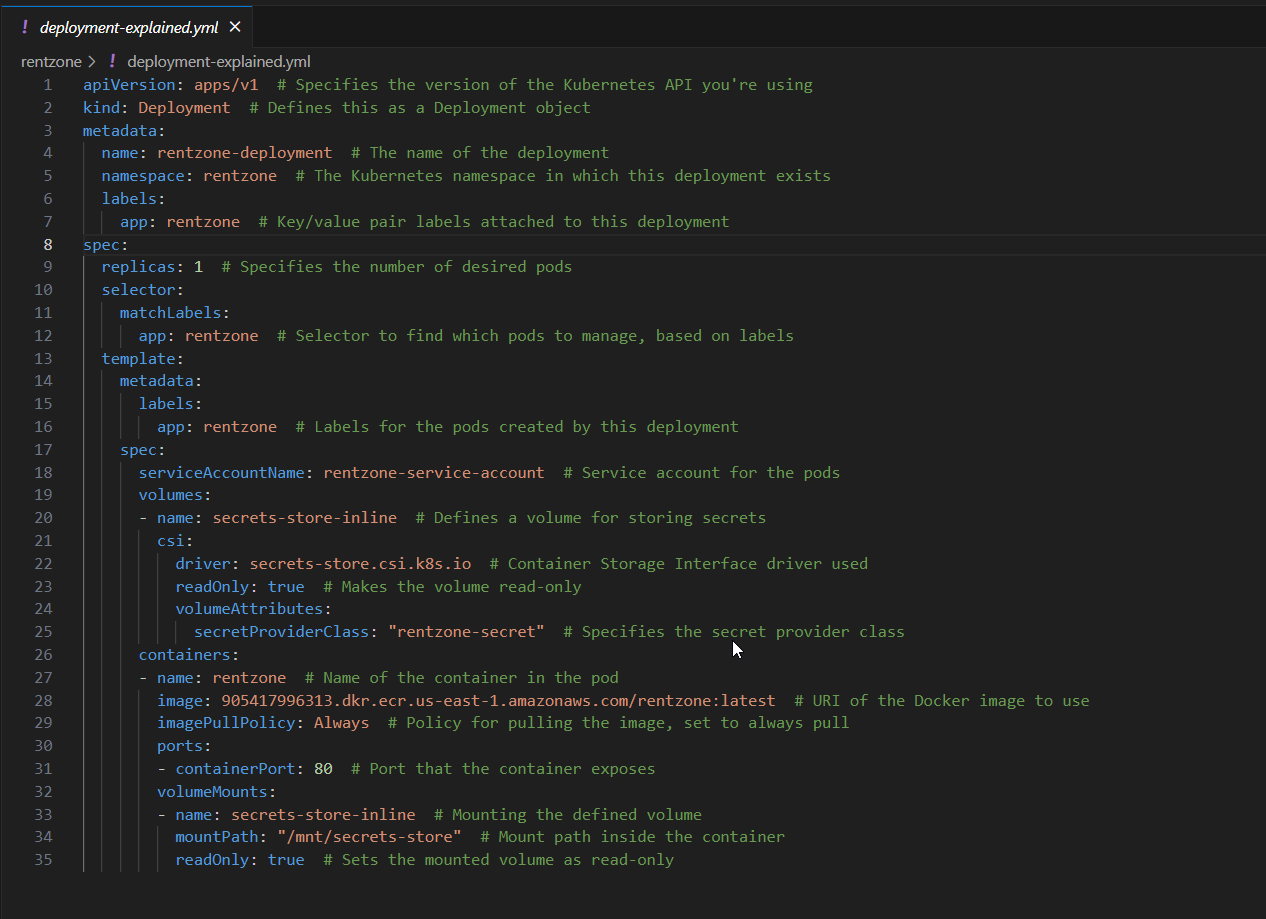 ! deployment-explained.yml ×
rentzone > ! deployment-explained.yml
1 apiVersion: apps/v1  # Specifies the version of the Kubernetes API you're using
2 kind: Deployment  # Defines this as a Deployment object
3 metadata:
4   name: rentzone-deployment  # The name of the deployment
5   namespace: rentzone  # The Kubernetes namespace in which this deployment exists
6   labels:
7     app: rentzone  # Key/value pair labels attached to this deployment
8 spec:
9   replicas: 1  # Specifies the number of desired pods
10   selector:
11     matchLabels:
12       app: rentzone  # Selector to find which pods to manage, based on labels
13   template:
14     metadata:
15       labels:
16         app: rentzone  # Labels for the pods created by this deployment
17     spec:
18       serviceAccountName: rentzone-service-account  # Service account for the pods
19       volumes:
20       - name: secrets-store-inline  # Defines a volume for storing secrets
21         csi:
22           driver: secrets-store.csi.k8s.io  # Container Storage Interface driver used
23           readOnly: true  # Makes the volume read-only
24           volumeAttributes:
25             secretProviderClass: "rentzone-secret"  # Specifies the secret provider class
26       containers:
27       - name: rentzone  # Name of the container in the pod
28         image: 905417996313.dkr.ecr.us-east-1.amazonaws.com/rentzone:latest  # URI of the Docker image to use
29         imagePullPolicy: Always  # Policy for pulling the image, set to always pull
30         ports:
31         - containerPort: 80  # Port that the container exposes
32         volumeMounts:
33         - name: secrets-store-inline  # Mounting the defined volume
34           mountPath: "/mnt/secrets-store"  # Mount path inside the container
35           readOnly: true  # Sets the mounted volume as read-only